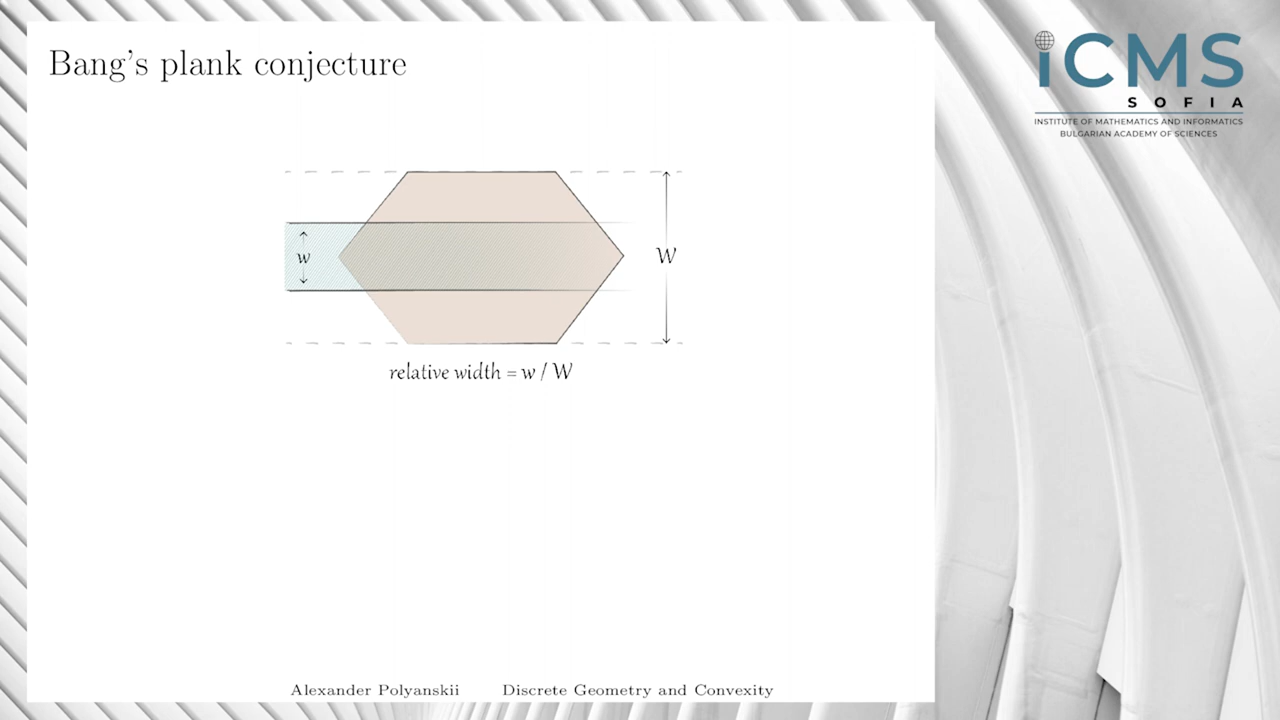 Bang's plank conjecture
w
W
relative width = w / W
Alexander Polyanskii Discrete Geometry and Convexity
iCMS
SOFIA
INSTITUTE OF MATHEMATICS AND INFORMATICS
BULGARIAN ACADEMY OF SCIENCES